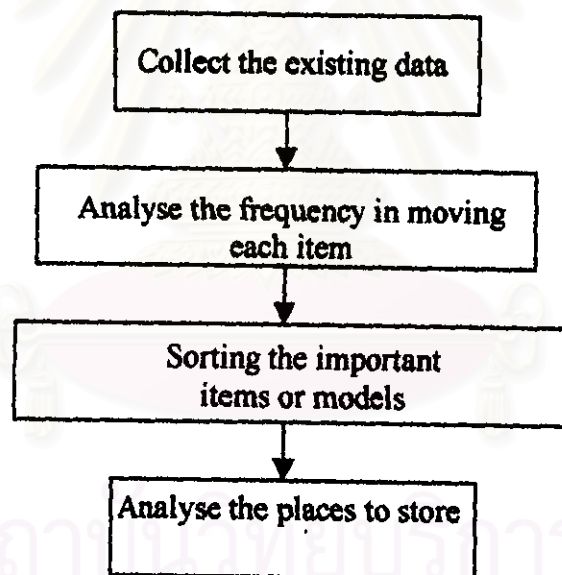 Collect the existing data
Analyse the frequency in moving
each item
Sorting the important
items or models
Analyse the places to store